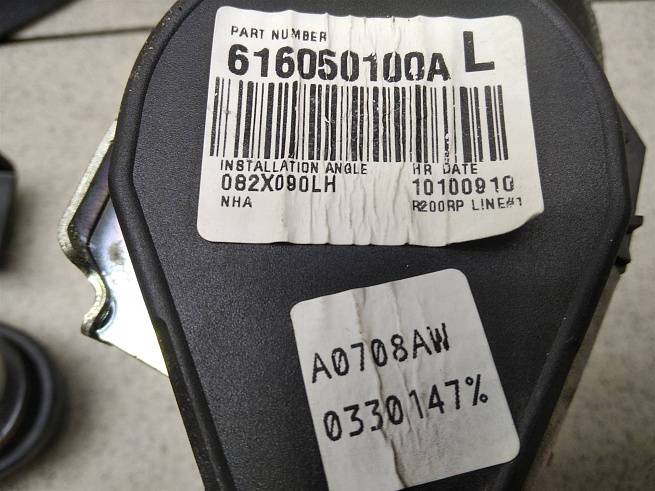 PART NUMBER
616050100A L
INSTALLATION ANGLE HR DATE
082X090LH 10100910
NHA R200RP LINE#1
A0708AW
0330147%